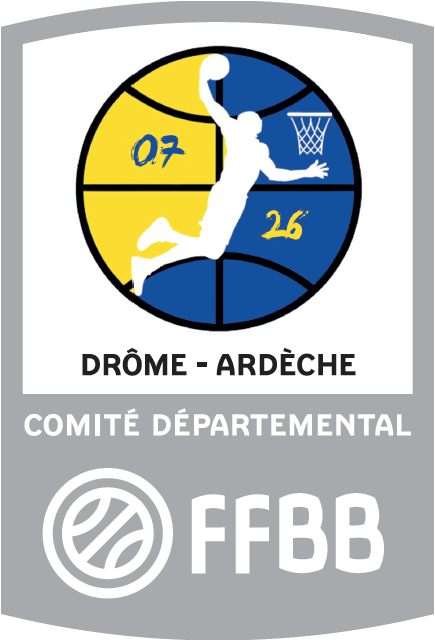 07
26
DRÔME - ARDÈCHE
COMITÉ DÉPARTEMENTAL
FFBB